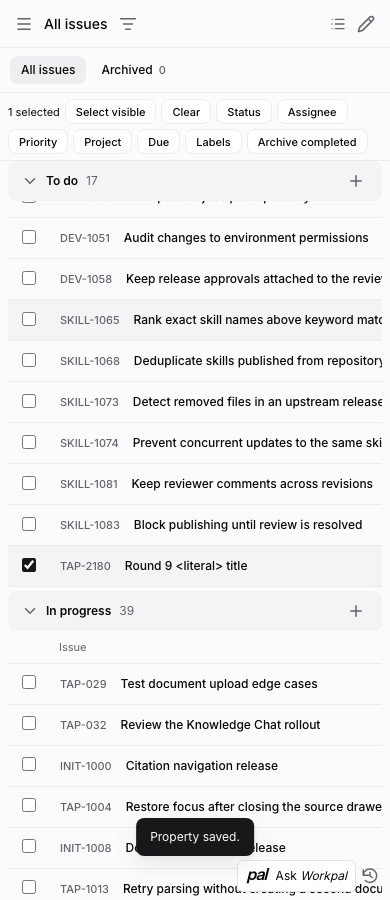 All issues
All issues Archived 0
1 selected Select visible Clear Status Assignee
Priority Project Due Labels Archive completed
To do 17
DEV-1051 Audit changes to environment permissions
DEV-1058 Keep release approvals attached to the
SKILL-1065 Rank exact skill names above keyword
SKILL-1068 Deduplicate skills published from repository
SKILL-1073 Detect removed files in an upstream release
SKILL-1074 Prevent concurrent updates to the same
SKILL-1081 Keep reviewer comments across revisions
SKILL-1083 Block publishing until review is resolved
TAP-2180 Round 9 <literal> title
In progress 39
Issue
TAP-029 Test document upload edge cases
TAP-032 Review the Knowledge Chat rollout
INIT-1000 Citation navigation release
TAP-1004 Restore focus after closing the source
Property saved.
INIT-1008
pal Ask Workpal
TAP-1013 Retry parsing without creating a second